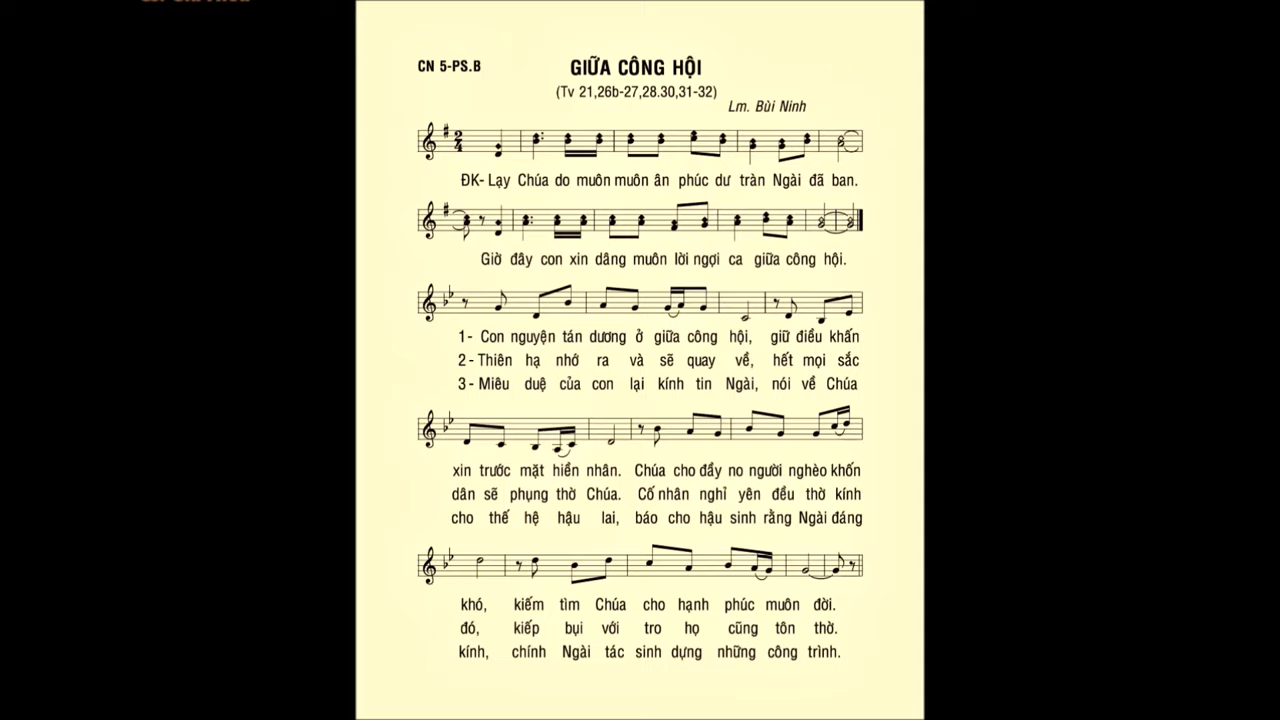 CN 5-PS.B
GIỮA CÔNG HỘI
(Tv 21,26b-27,28.30,31-32)
Lm. Bùi Ninh
ĐK- Lạy Chúa do muôn muôn ân phúc dư tràn Ngài đã ban.
Giờ đây con xin dâng muôn lời ngợi ca giữa công hội.
1- Con nguyện tán dương ở giữa công hội, giữ điều khấn
2- Thiên hạ nhớ ra và sẽ quay về, hết mọi sắc
3- Miêu duệ của con lại kính tin Ngài, nói về Chúa
xin trước mặt hiền nhân. Chúa cho đầy no người nghèo khốn
dân sẽ phụng thờ Chúa. Cố nhân nghỉ yên đều thờ kính
cho thế hệ hậu lai, báo cho hậu sinh rằng Ngài đáng
khó, kiếm tìm Chúa cho hạnh phúc muôn đời.
đó, kiếp bụi với tro họ cũng tôn thờ.
kính, chính Ngài tác sinh dựng những công trình.